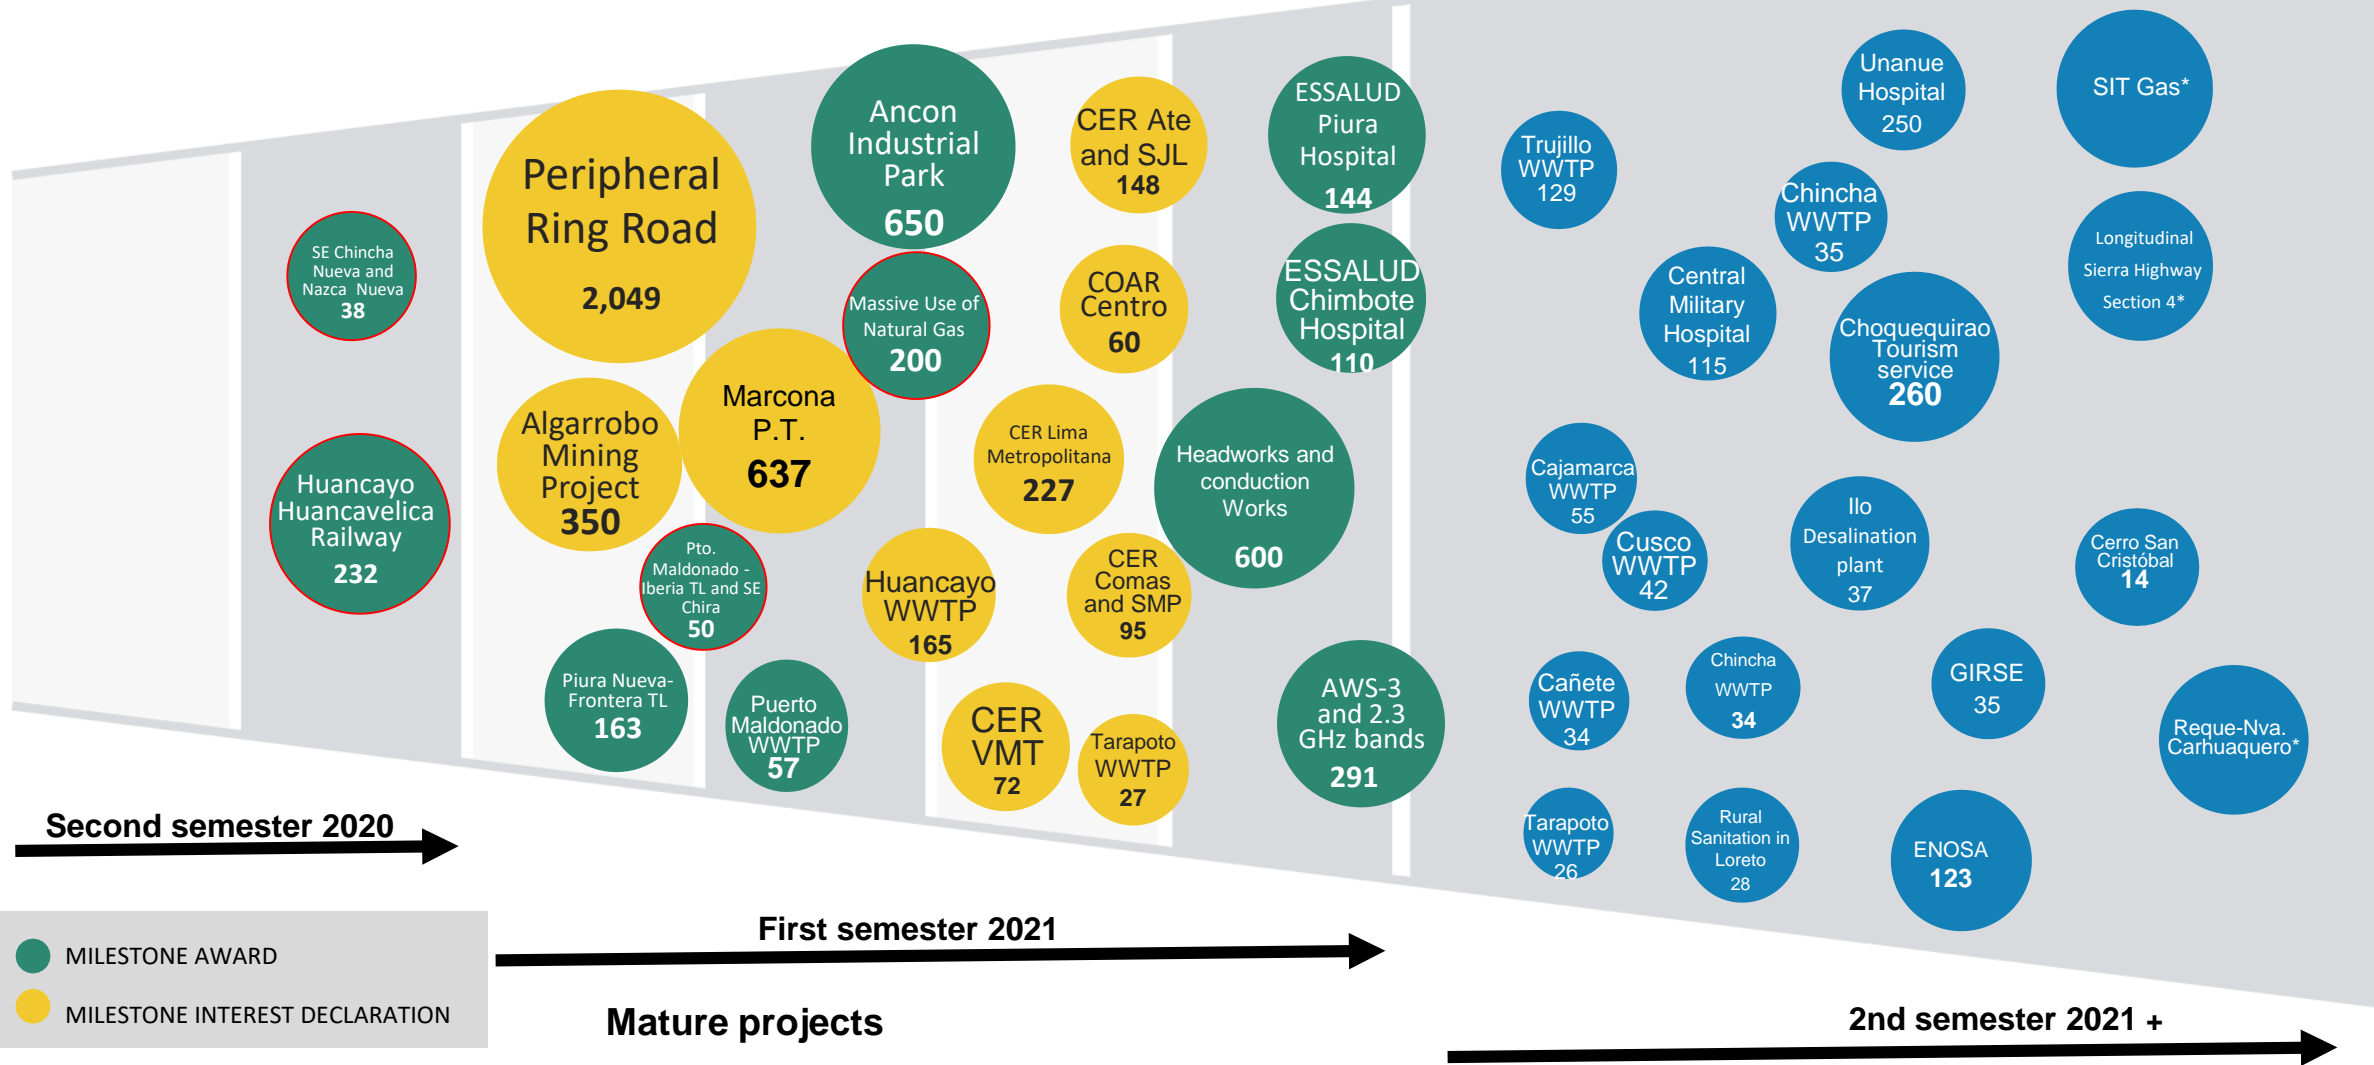 SE Chincha
Nueva and
Nazca Nueva
38
Huancayo
Huancavelica
Railway
232
Peripheral
Ring Road
2,049
Algarrobo
Mining
Project
350
Marcona
P.T.
637
Pto.
Maldonado -
Iberia TL and SE
Chira
50
Piura Nueva-
Frontera TL
163
Puerto
Maldonado
WWTP
57
Ancon
Industrial
Park
650
Massive Use of
Natural Gas
200
Huancayo
WWTP
165
CER Ate
and SJL
148
COAR
Centro
60
CER Lima
Metropolitana
227
CER
Comas
and SMP
95
CER
VMT
72
Tarapoto
WWTP
27
ESSALUD
Piura
Hospital
144
ESSALUD
Chimbote
Hospital
110
Headworks and
conduction
Works
600
AWS-3
and 2.3
GHz bands
291
Trujillo
WWTP
129
Unanue
Hospital
250
SIT Gas*
Chincha
WWTP
35
Central
Military
Hospital
115
Longitudinal
Sierra Highway
Section 4*
Choquequirao
Tourism
service
260
Cajamarca
WWTP
55
Cusco
WWTP
42
Ilo
Desalination
plant
37
Cerro San
Cristóbal
14
Cañete
WWTP
34
Chincha
WWTP
34
GIRSE
35
Reque-Nva.
Carhuaquero*
Tarapoto
WWTP
26
Rural
Sanitation in
Loreto
28
ENOSA
123
Second semester 2020
First semester 2021
Mature projects
2nd semester 2021 +
MILESTONE AWARD
MILESTONE INTEREST DECLARATION